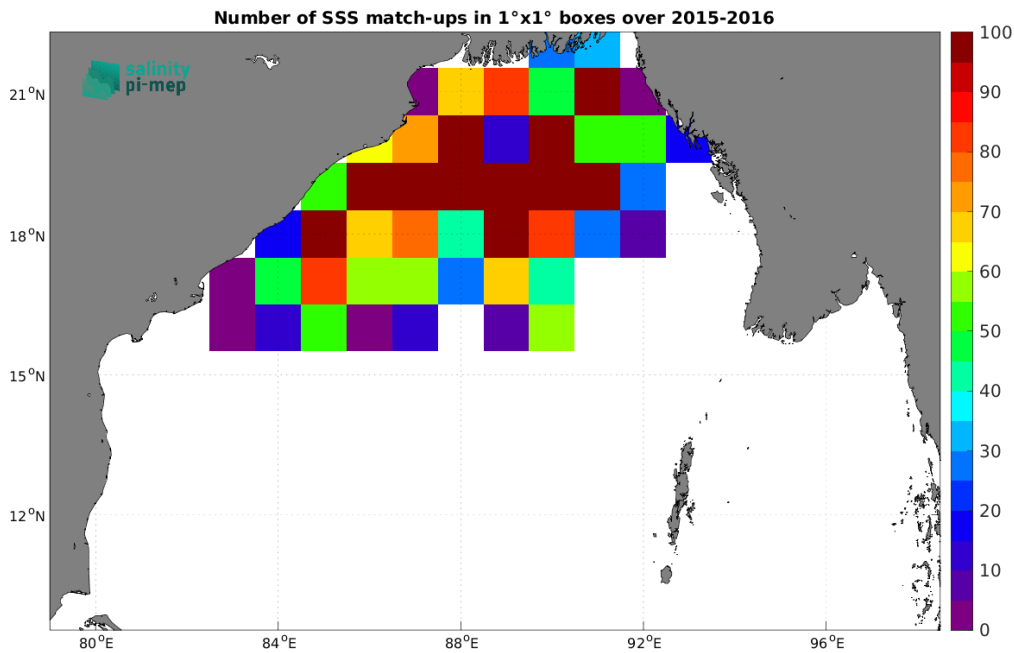 Number of SSS match-ups in 1°x1° boxes over 2015-2016
salinity
pi-mep
21°N
18°N
15°N
12°N
80°E 84°E 88°E 92°E 96°E
100
90
80
70
60
50
40
30
20
10
0